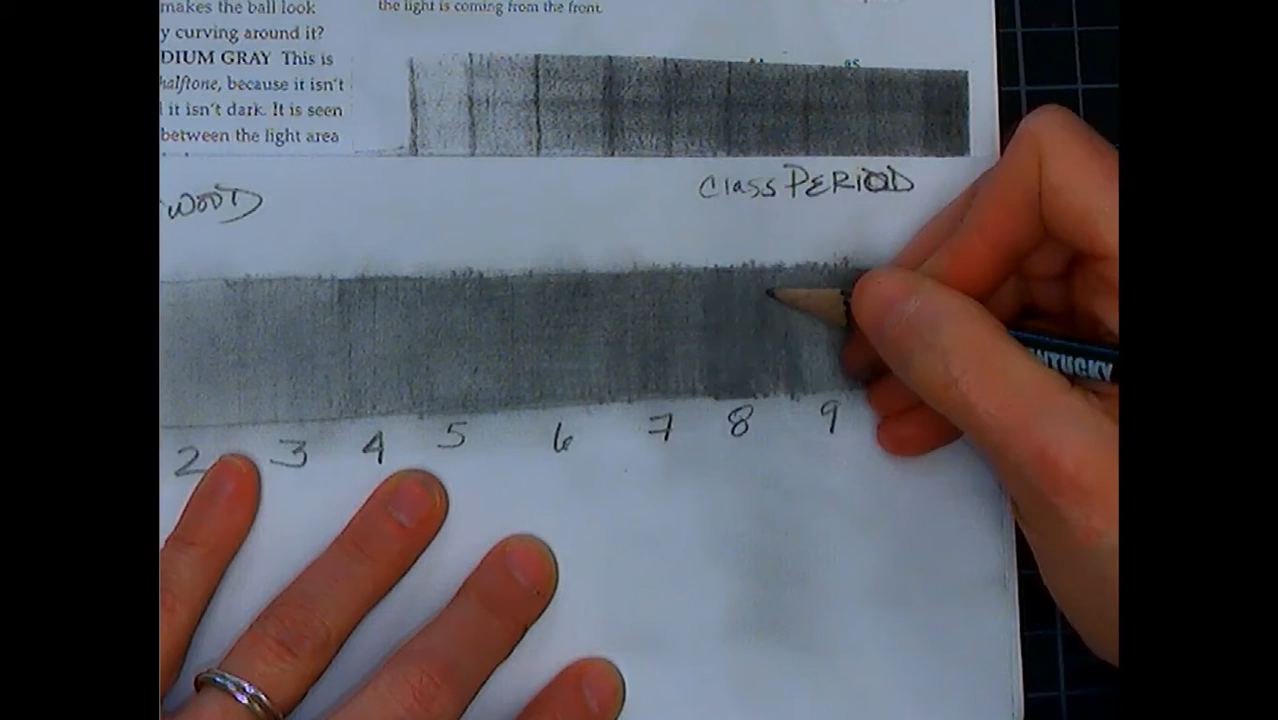 makes the ball look
y curving around it?
DIUM GRAY This is
halftone, because it isn't
it isn't dark. It is seen
between the light area
the light is coming from the front.
WOOD
Class PERIOD
2 3 4 5 6 7 8 9
NTUCKY